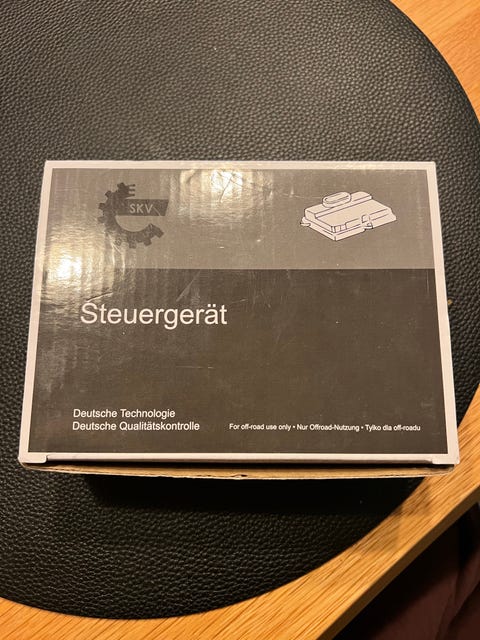 SKV
Steuergerät
Deutsche Technologie
Deutsche Qualitätskontrolle
For off-road use only • Nur Offroad-Nutzung • Tylko dla off-roadu